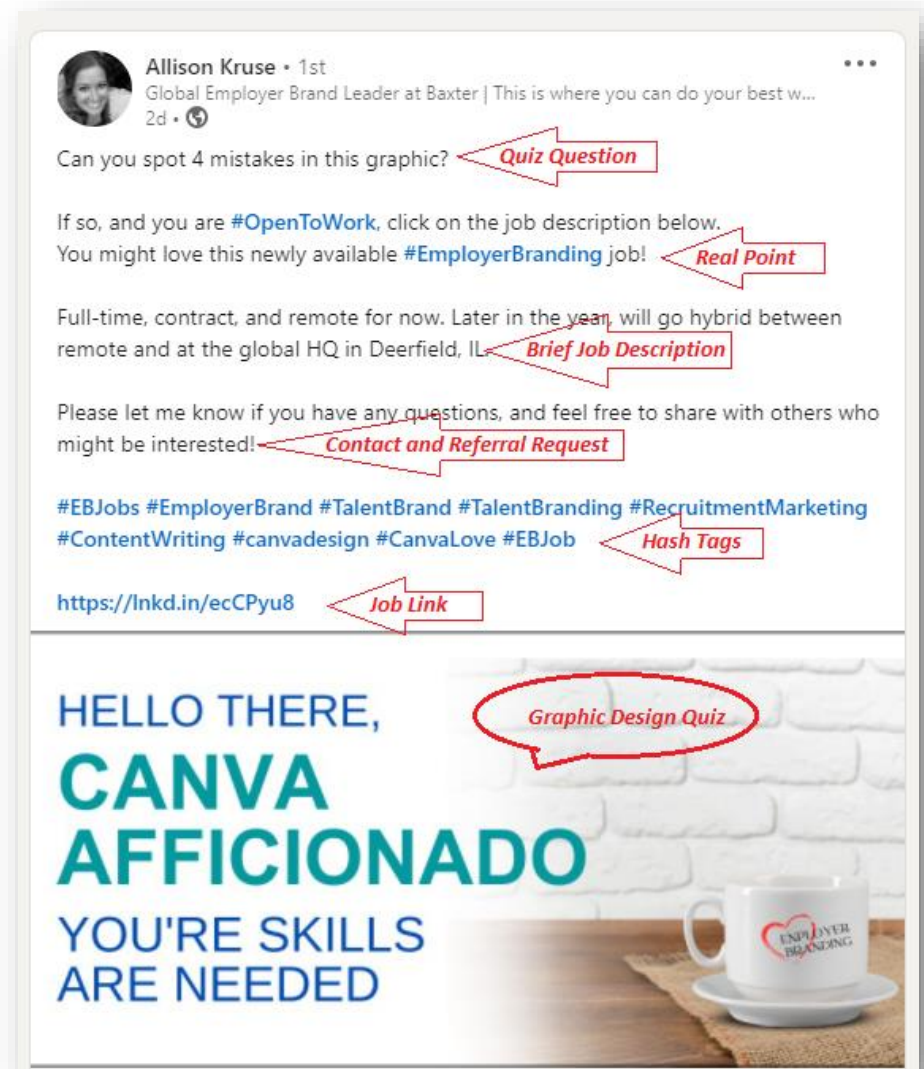 Allison Kruse • 1st
Global Employer Brand Leader at Baxter | This is where you can do your best w...
2d •
Can you spot 4 mistakes in this graphic?
Quiz Question
If so, and you are #OpenToWork, click on the job description below.
You might love this newly available #EmployerBranding job!
Real Point
Full-time, contract, and remote for now. Later in the year, will go hybrid between
remote and at the global HQ in Deerfield, IL.
Brief Job Description
Please let me know if you have any questions, and feel free to share with others who
might be interested!
Contact and Referral Request
#EBJobs #EmployerBrand #TalentBrand #TalentBranding #RecruitmentMarketing
#ContentWriting #canvadesign #CanvaLove #EBJob
Hash Tags
https://lnkd.in/ecCPyu8
Job Link
HELLO THERE,
Graphic Design Quiz
CANVA
AFFICIONADO
YOU'RE SKILLS
ARE NEEDED
ENPLOYER
BRANDING